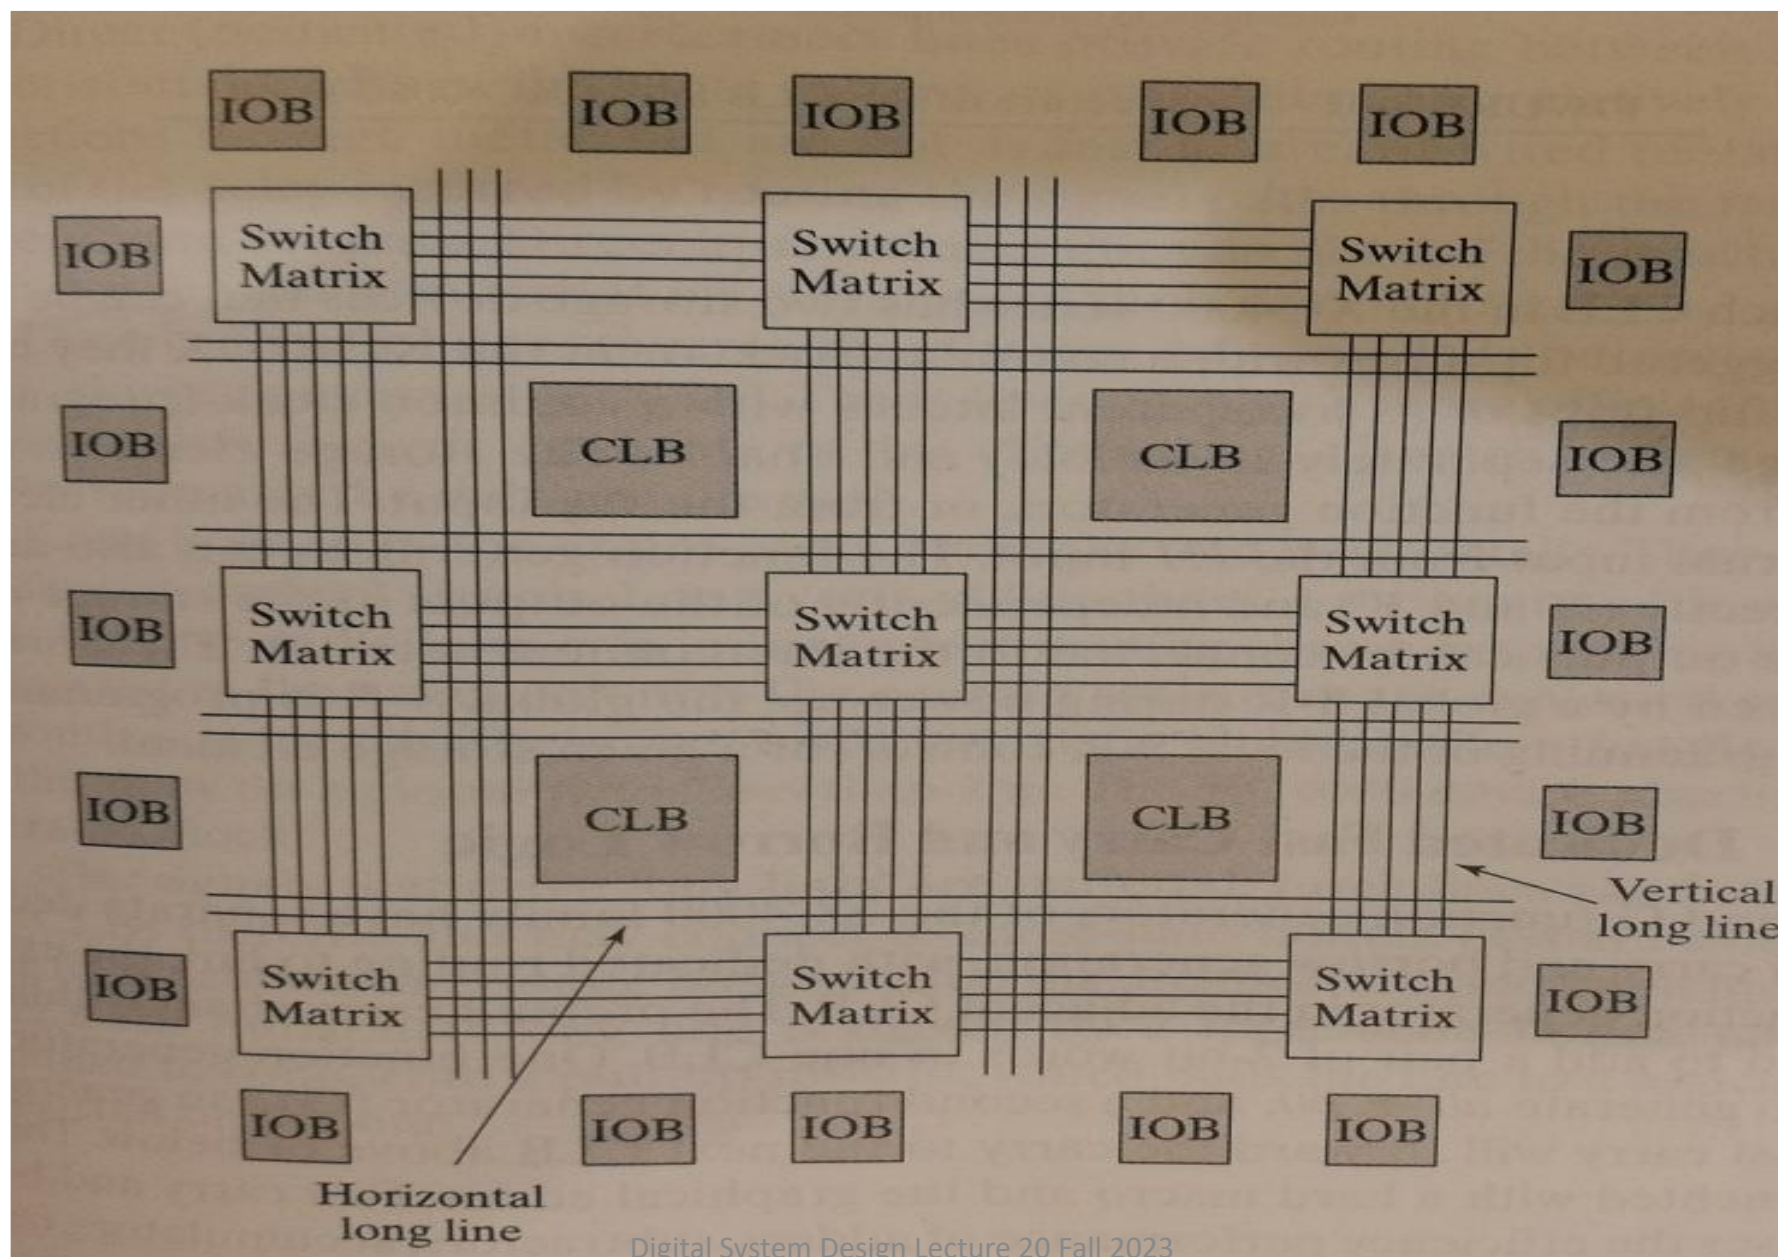 IOB IOB IOB IOB IOB
IOB Switch Matrix Switch Matrix Switch Matrix IOB
IOB CLB CLB IOB
IOB Switch Matrix Switch Matrix Switch Matrix IOB
IOB CLB CLB IOB
Vertical
long line
IOB Switch Matrix Switch Matrix Switch Matrix IOB
IOB IOB IOB IOB IOB
Horizontal
long line
Digital System Design Lecture 20 Fall 2023